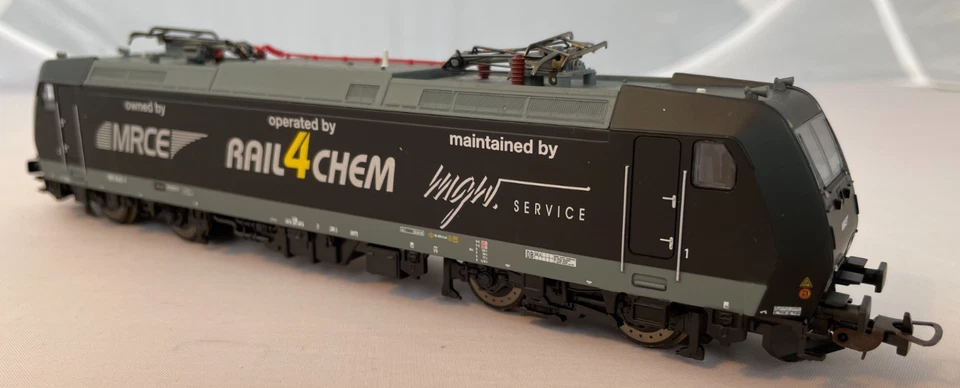 owned by
MRCE
operated by
RAIL4CHEM
maintained by
mgw.
SERVICE
1